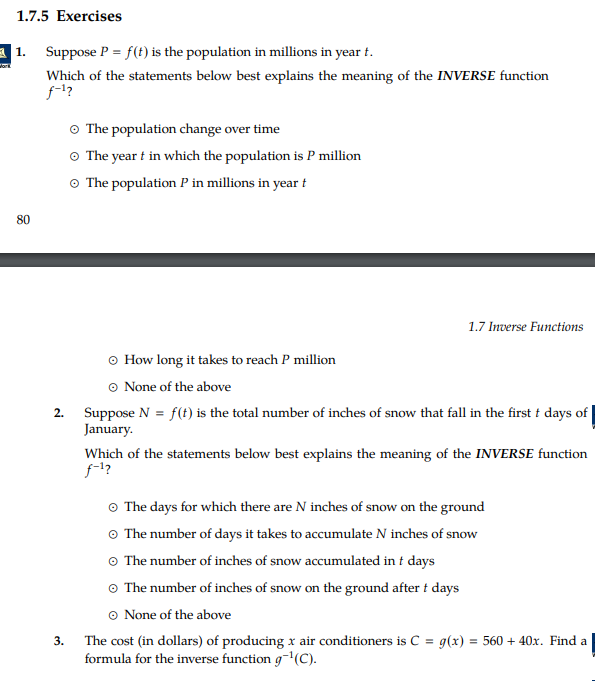 1.7.5 Exercises
1. Suppose P = f(t) is the population in millions in year t.
Which of the statements below best explains the meaning of the INVERSE function
f⁻¹?
⊙ The population change over time
⊙ The year t in which the population is P million
⊙ The population P in millions in year t
80
1.7 Inverse Functions
⊙ How long it takes to reach P million
⊙ None of the above
2. Suppose N = f(t) is the total number of inches of snow that fall in the first t days of
January.
Which of the statements below best explains the meaning of the INVERSE function
f⁻¹?
⊙ The days for which there are N inches of snow on the ground
⊙ The number of days it takes to accumulate N inches of snow
⊙ The number of inches of snow accumulated in t days
⊙ The number of inches of snow on the ground after t days
⊙ None of the above
3. The cost (in dollars) of producing x air conditioners is C = g(x) = 560 + 40x. Find a
formula for the inverse function g⁻¹(C).